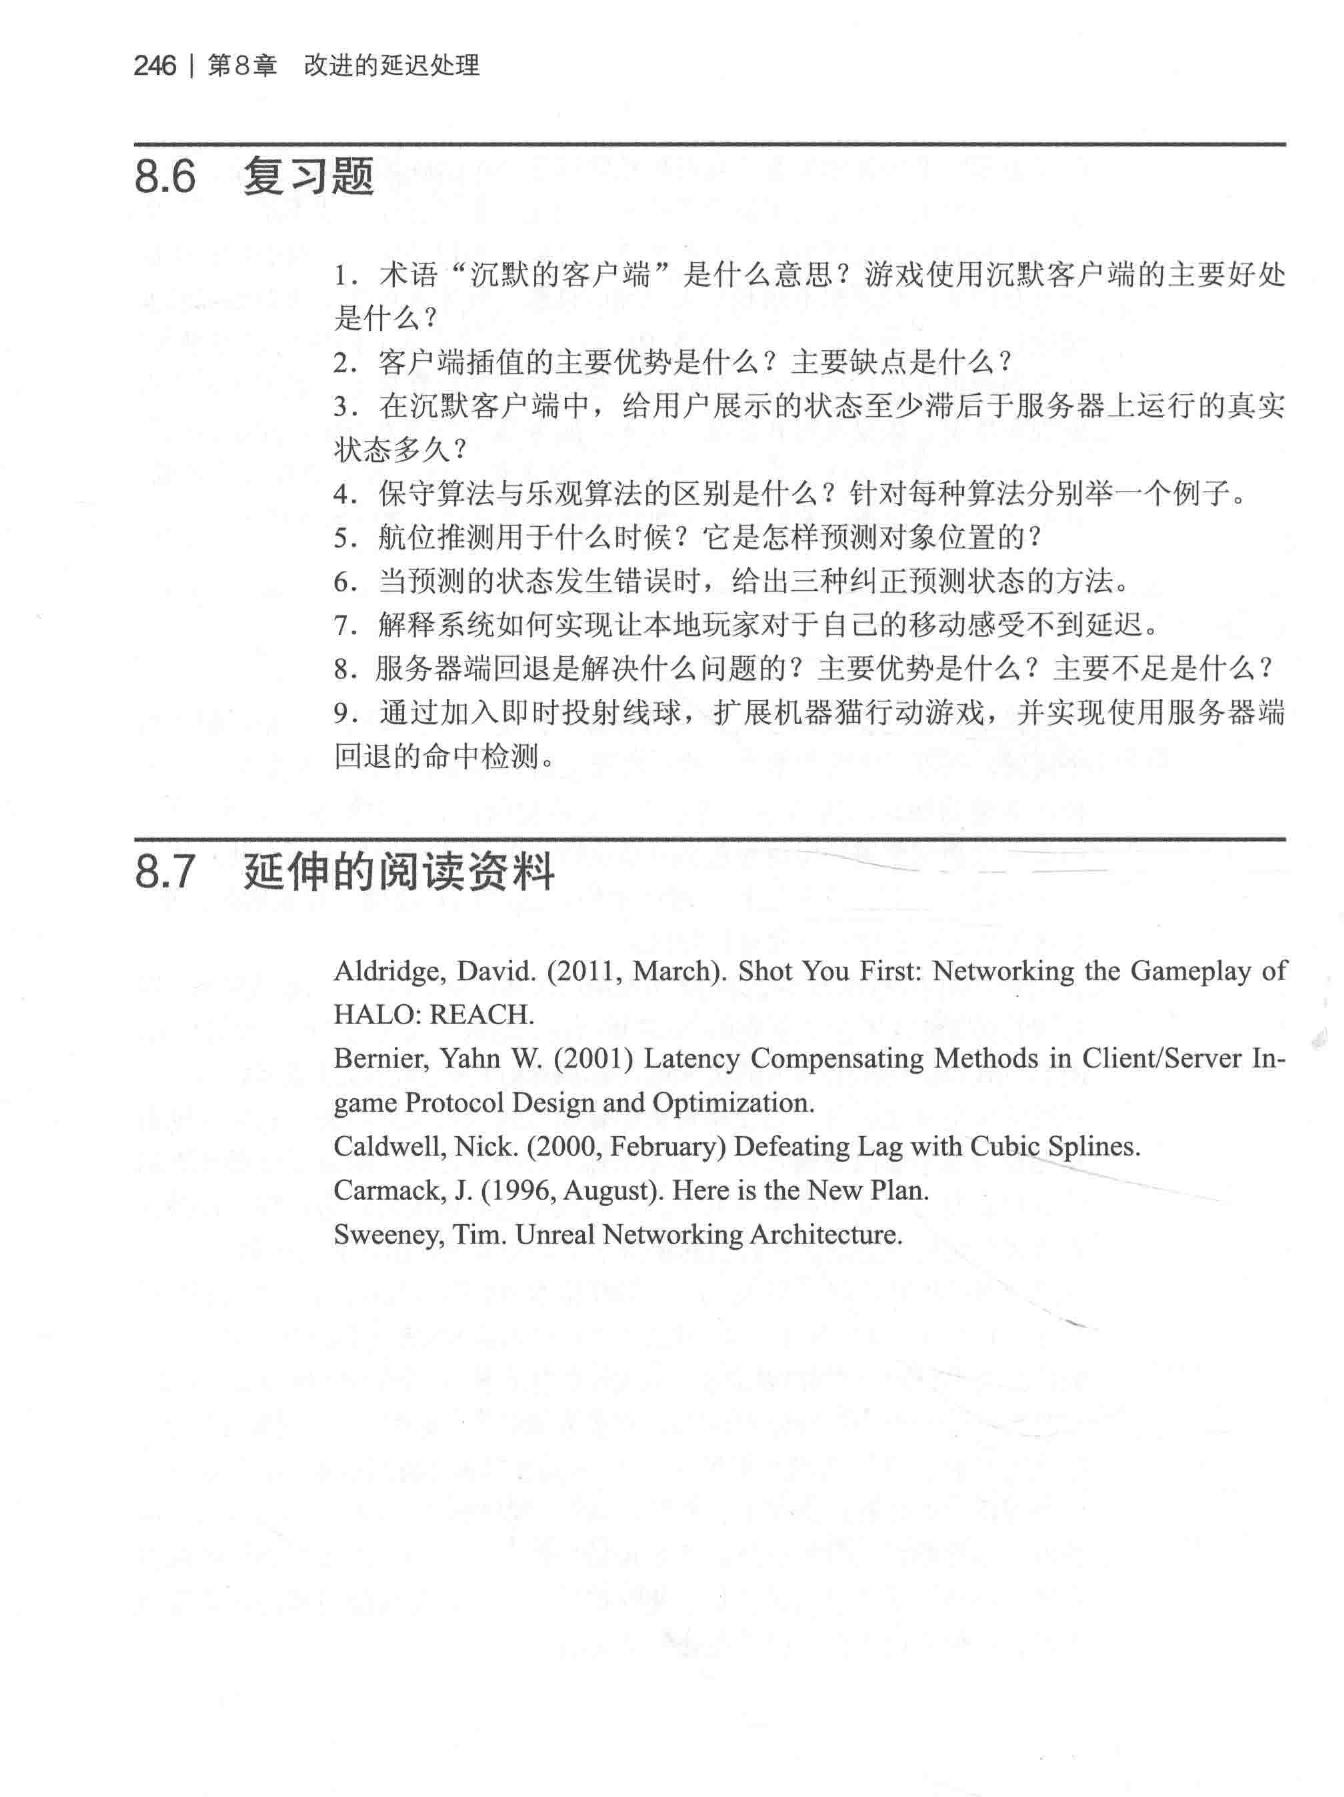 246 | 第8章 改进的延迟处理
8.6 复习题
1. 术语“沉默的客户端”是什么意思？游戏使用沉默客户端的主要好处
是什么？
2. 客户端插值的主要优势是什么？主要缺点是什么？
3. 在沉默客户端中，给用户展示的状态至少滞后于服务器上运行的真实
状态多久？
4. 保守算法与乐观算法的区别是什么？针对每种算法分别举一个例子。
5. 航位推测用于什么时候？它是怎样预测对象位置的？
6. 当预测的状态发生错误时，给出三种纠正预测状态的方法。
7. 解释系统如何实现让本地玩家对于自己的移动感受不到延迟。
8. 服务器端回退是解决什么问题的？主要优势是什么？主要不足是什么？
9. 通过加入即时投射线球，扩展机器猫行动游戏，并实现使用服务器端
回退的命中检测。
8.7 延伸的阅读资料
Aldridge, David. (2011, March). Shot You First: Networking the Gameplay of
HALO: REACH.
Bernier, Yahn W. (2001) Latency Compensating Methods in Client/Server In-
game Protocol Design and Optimization.
Caldwell, Nick. (2000, February) Defeating Lag with Cubic Splines.
Carmack, J. (1996, August). Here is the New Plan.
Sweeney, Tim. Unreal Networking Architecture.